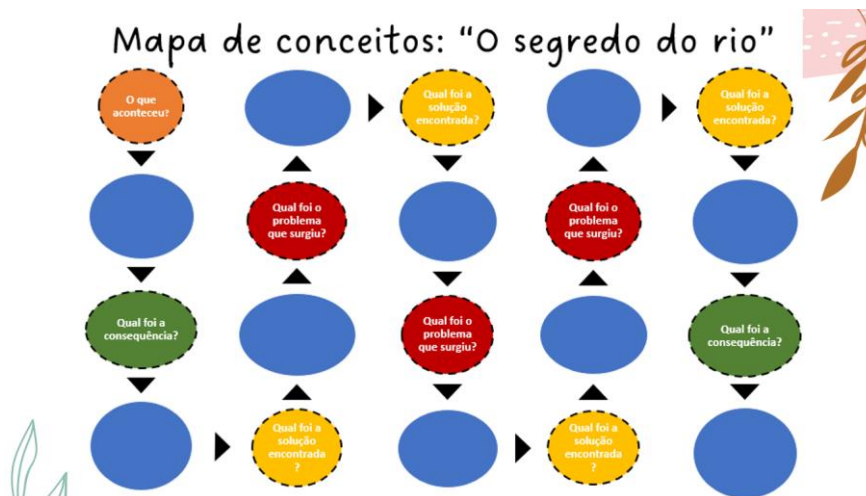 Mapa de conceitos: "O segredo do rio"
O que
aconteceu?
Qual foi a
consequência?
Qual foi a
solução
encontrada
?
Qual foi o
problema
que surgiu?
Qual foi a
solução
encontrada?
Qual foi o
problema
que surgiu?
Qual foi a
solução
encontrada
?
Qual foi o
problema
que surgiu?
Qual foi a
solução
encontrada?
Qual foi a
consequência?